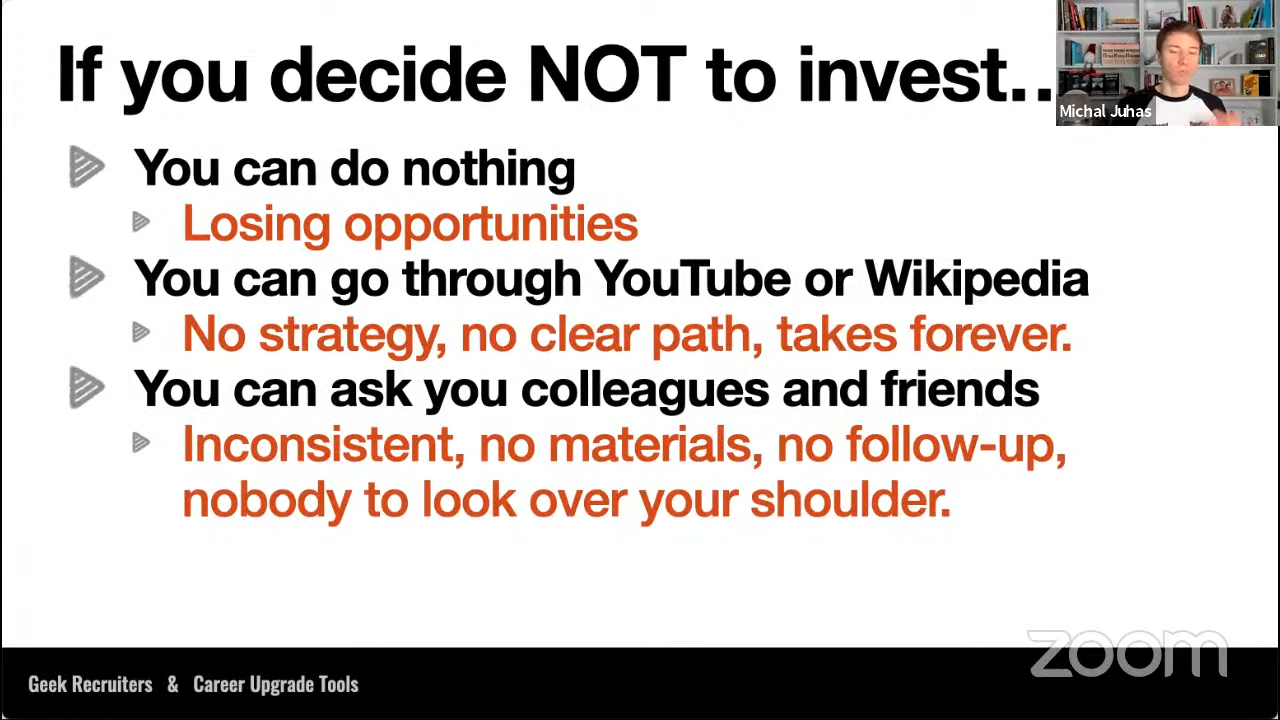 If you decide NOT to invest…
Michal Juhas
You can do nothing
Losing opportunities
You can go through YouTube or Wikipedia
No strategy, no clear path, takes forever.
You can ask you colleagues and friends
Inconsistent, no materials, no follow-up,
nobody to look over your shoulder.
zoom
Geek Recruiters & Career Upgrade Tools